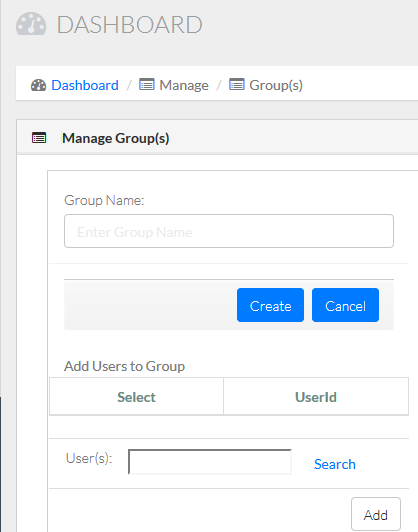 DASHBOARD
Dashboard / Manage / Group(s)
Manage Group(s)
Group Name:
Enter Group Name
Create Cancel
Add Users to Group
Select UserId
User(s): Search
Add